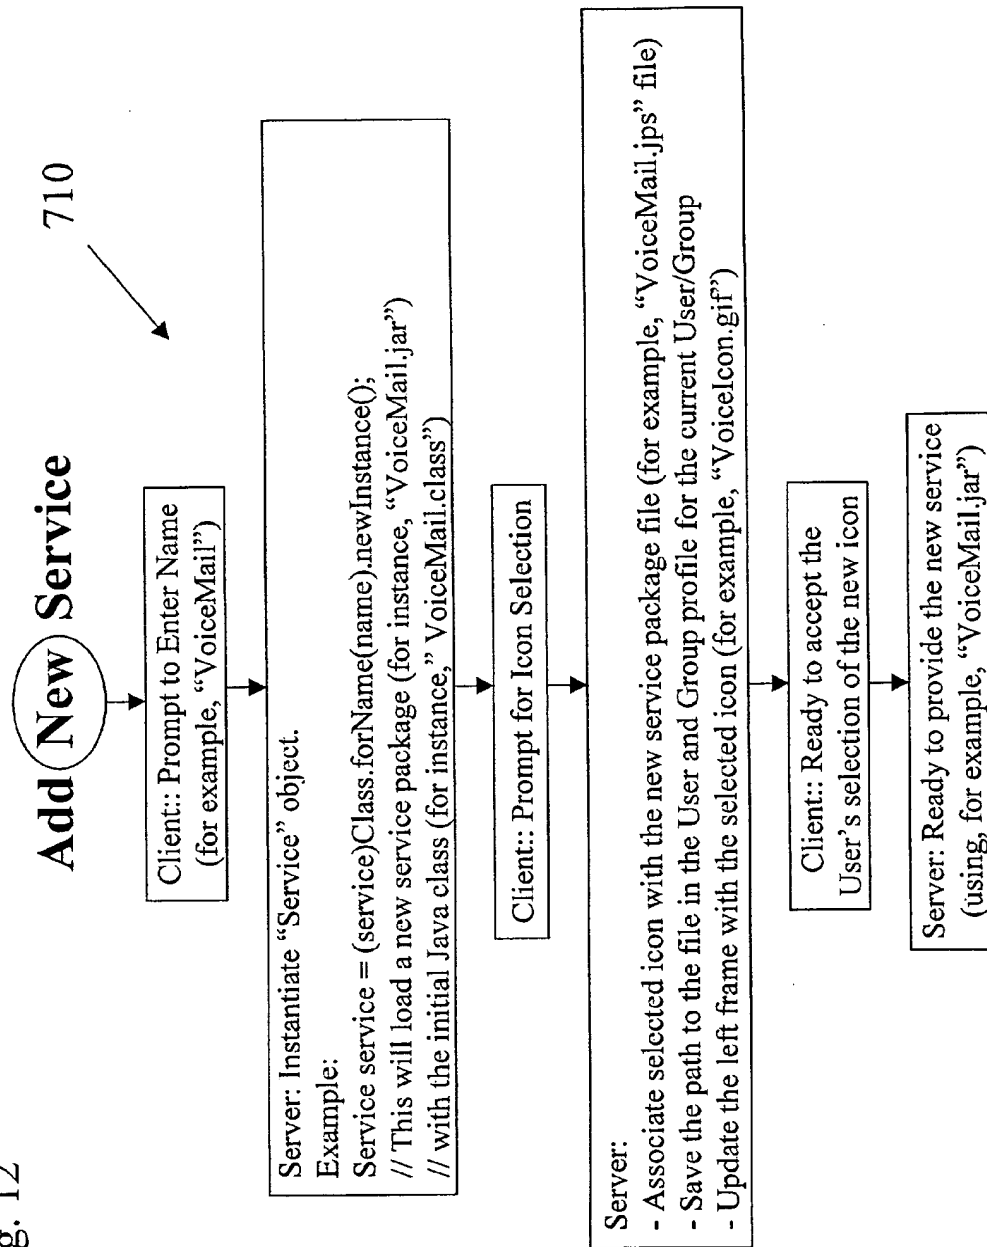 g. 12
Add New Service
710
Client:: Prompt to Enter Name
(for example, “VoiceMail”)
Server: Instantiate “Service” object.
Example:
Service service = (service)Class.forName(name).newInstance();
// This will load a new service package (for instance, “VoiceMail.jar”)
// with the initial Java class (for instance,” VoiceMail.class”)
Client:: Prompt for Icon Selection
Server:
- Associate selected icon with the new service package file (for example, “VoiceMail.jps” file)
- Save the path to the file in the User and Group profile for the current User/Group
- Update the left frame with the selected icon (for example, “VoiceIcon.gif”)
Client:: Ready to accept the
User’s selection of the new icon
Server: Ready to provide the new service
(using, for example, “VoiceMail.jar”)